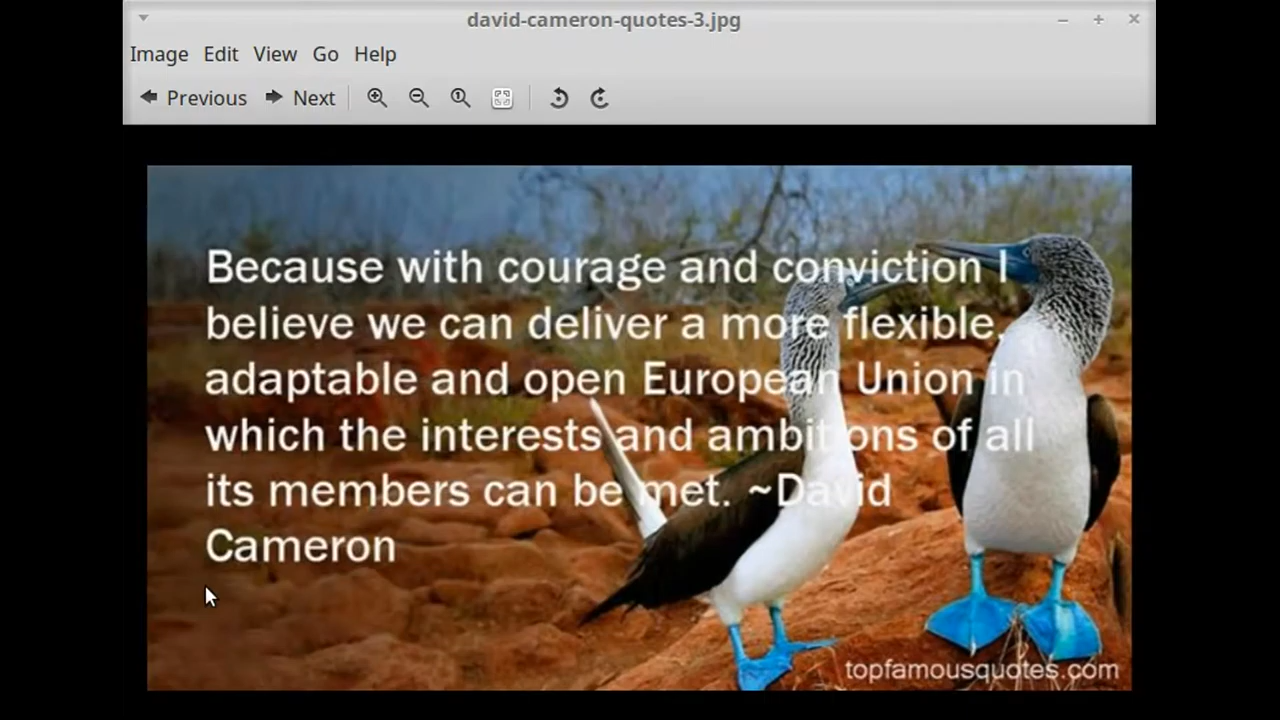 david-cameron-quotes-3.jpg
Image Edit View Go Help
Previous Next
Because with courage and conviction I
believe we can deliver a more flexible,
adaptable and open European Union in
which the interests and ambitions of all
its members can be met. ~David
Cameron
topfamousquotes.com